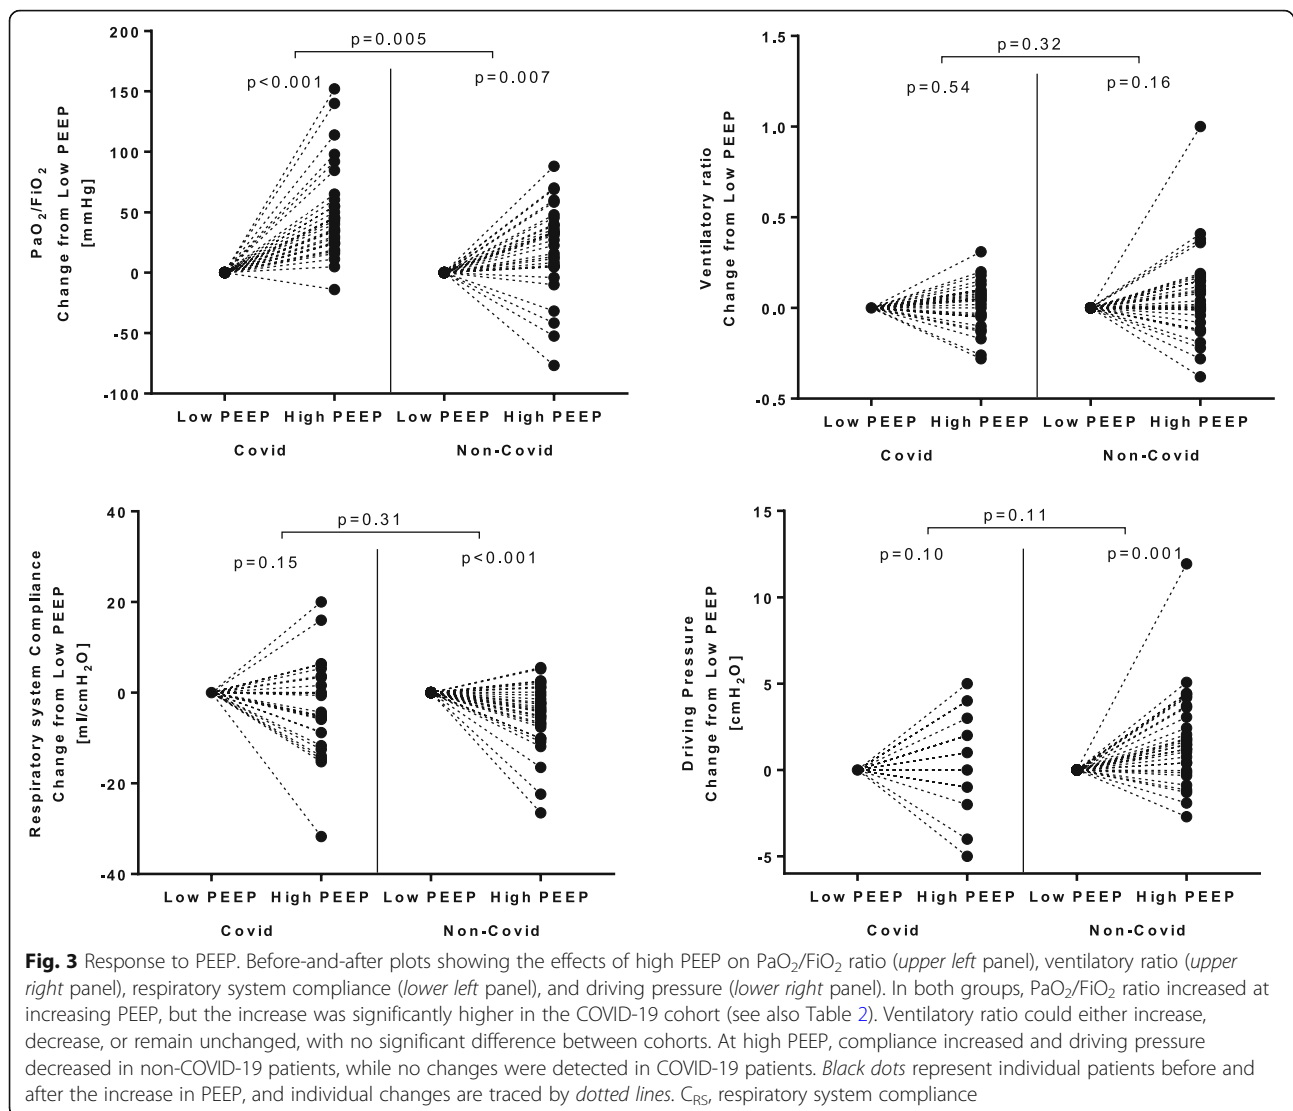 p=0.005
p<0.001
p=0.007
200
150
100
50
0
-50
-100
PaO2/FiO2
Change from Low PEEP
[mmHg]
Low PEEP High PEEP Low PEEP High PEEP
Covid Non-Covid
p=0.32
p=0.54
p=0.16
1.5
1.0
0.5
0.0
-0.5
Ventilatory ratio
Change from Low PEEP
Low PEEP High PEEP Low PEEP High PEEP
Covid Non-Covid
p=0.31
p=0.15
p<0.001
40
20
0
-20
-40
Respiratory system Compliance
Change from Low PEEP
[ml/cmH2O]
Low PEEP High PEEP Low PEEP High PEEP
Covid Non-Covid
p=0.11
p=0.10
p=0.001
15
10
5
0
-5
Driving Pressure
Change from Low PEEP
[cmH2O]
Low PEEP High PEEP Low PEEP High PEEP
Covid Non-Covid
Fig. 3 Response to PEEP. Before-and-after plots showing the effects of high PEEP on PaO2/FiO2 ratio (upper left panel), ventilatory ratio (upper
right panel), respiratory system compliance (lower left panel), and driving pressure (lower right panel). In both groups, PaO2/FiO2 ratio increased at
increasing PEEP, but the increase was significantly higher in the COVID-19 cohort (see also Table 2). Ventilatory ratio could either increase,
decrease, or remain unchanged, with no significant difference between cohorts. At high PEEP, compliance increased and driving pressure
decreased in non-COVID-19 patients, while no changes were detected in COVID-19 patients. Black dots represent individual patients before and
after the increase in PEEP, and individual changes are traced by dotted lines. CRS, respiratory system compliance